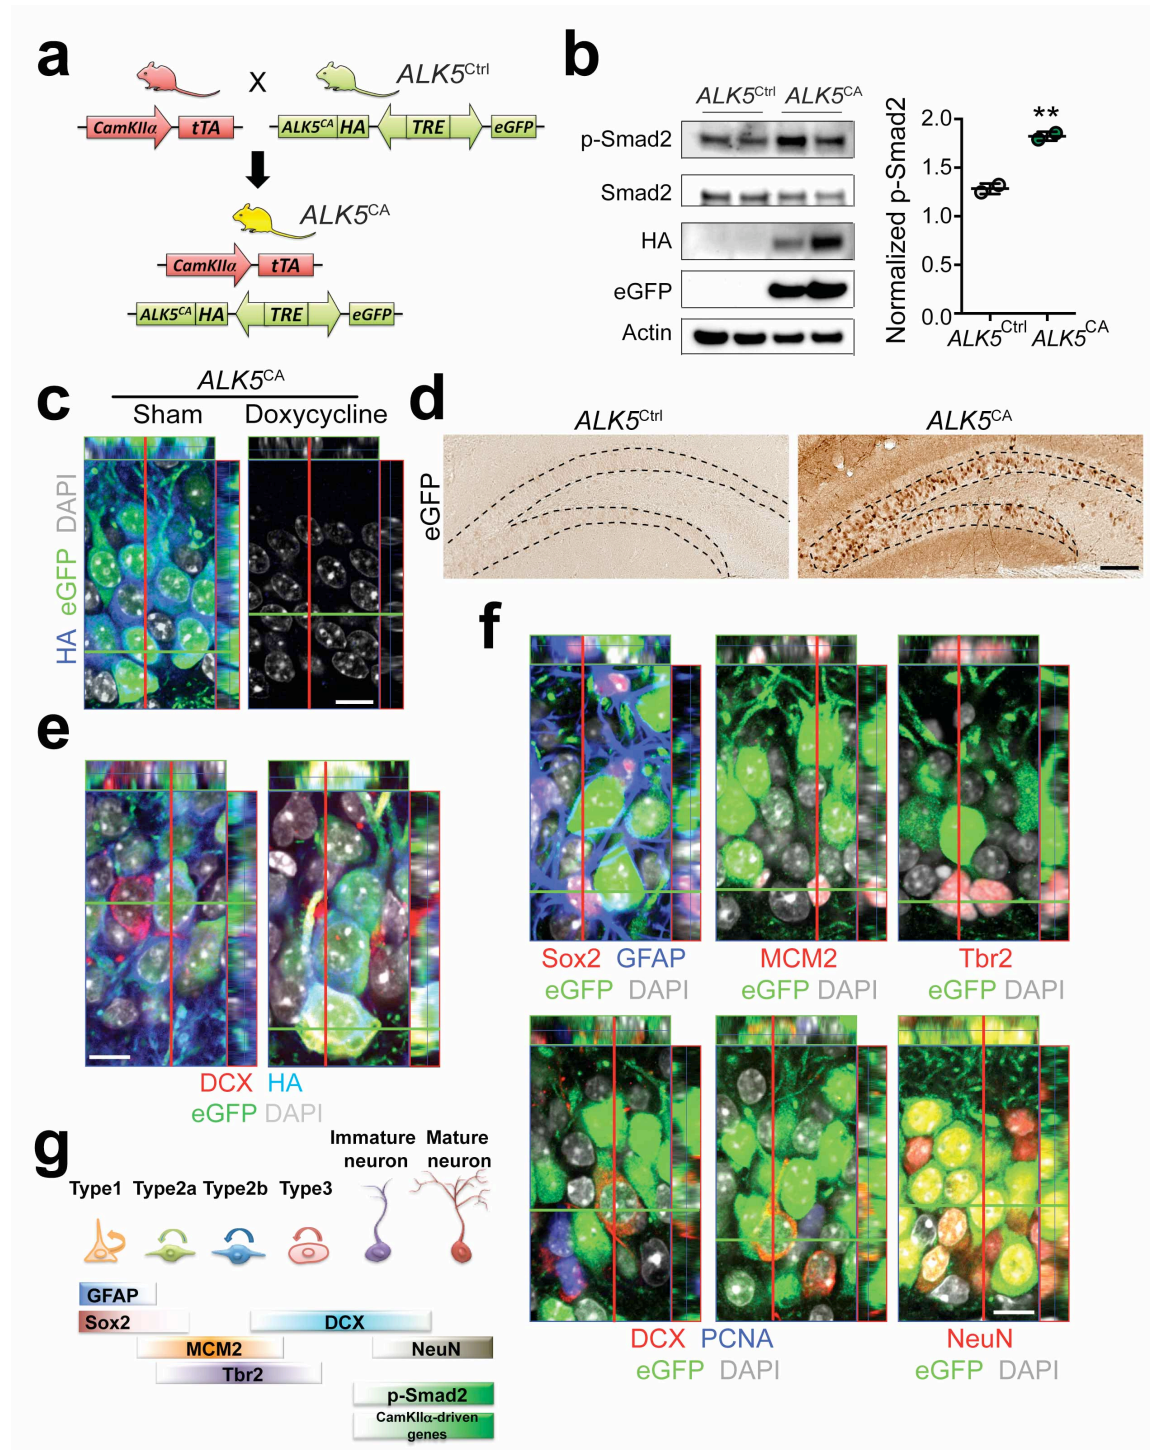 a
ALK5Ctrl
X
CamKIIα tTA
ALK5CA HA TRE eGFP
ALK5CA
CamKIIα tTA
ALK5CA HA TRE eGFP
b
ALK5Ctrl ALK5CA
p-Smad2
Smad2
HA
eGFP
Actin
Normalized p-Smad2
2.0
1.5
1.0
0.5
0.0
**
ALK5Ctrl ALK5CA
c
ALK5CA
Sham Doxycycline
HA eGFP DAPI
d
ALK5Ctrl ALK5CA
eGFP
e
DCX HA
eGFP DAPI
f
Sox2 GFAP
eGFP DAPI
MCM2
eGFP DAPI
Tbr2
eGFP DAPI
DCX PCNA
eGFP DAPI
NeuN
eGFP DAPI
g
Type1 Type2a Type2b Type3
Immature
neuron
Mature
neuron
GFAP
Sox2
DCX
MCM2
NeuN
Tbr2
p-Smad2
CamKIIα-driven
genes